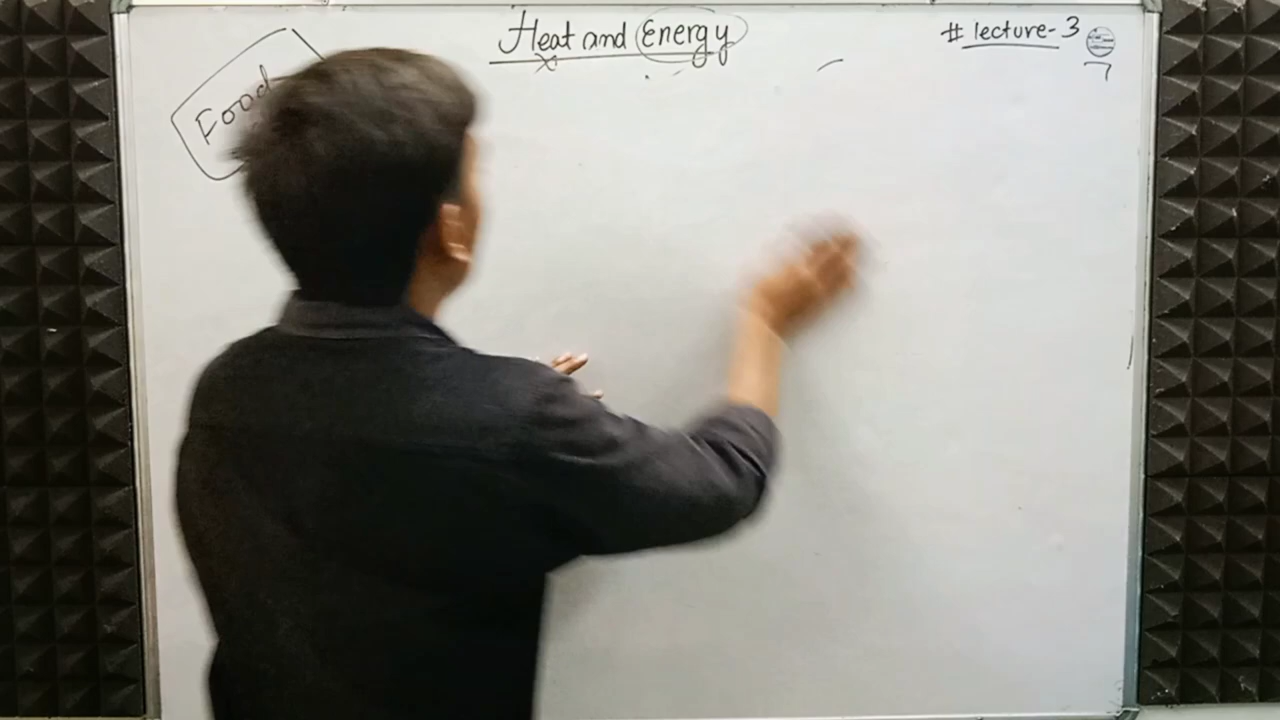 Heat and Energy
# lecture-3
Food